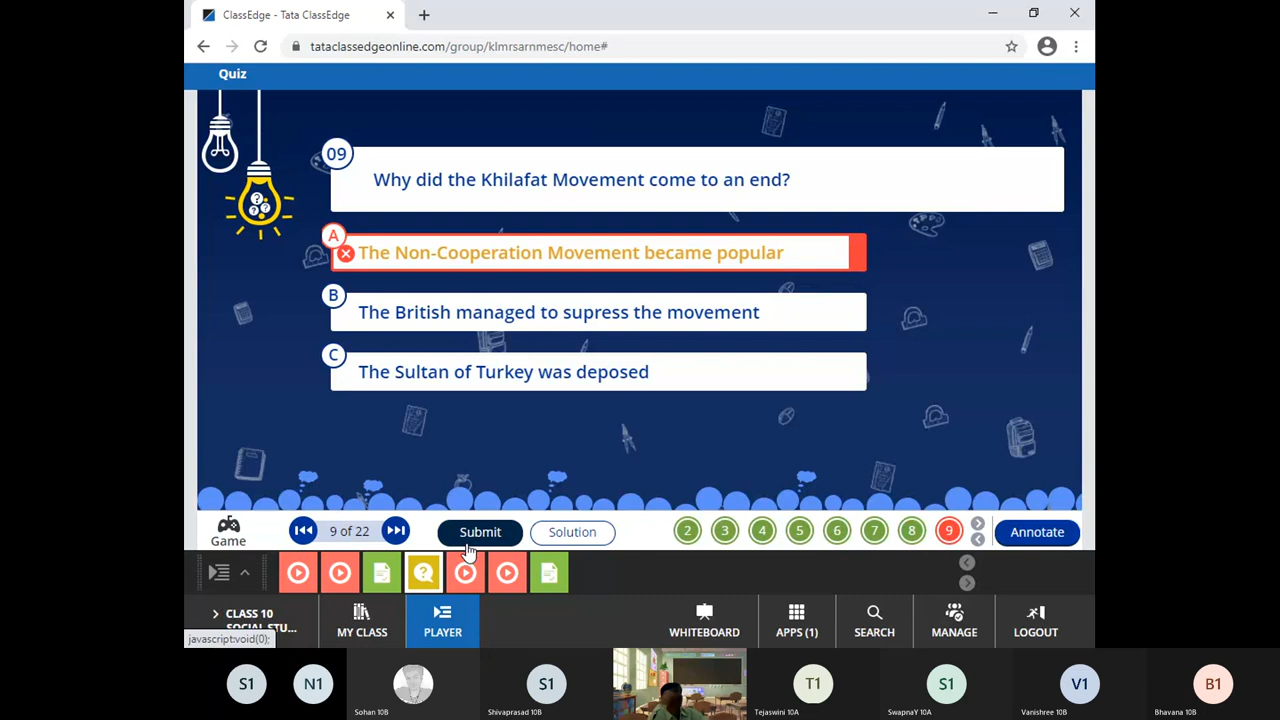 ClassEdge - Tata ClassEdge
tataclassedgeonline.com/group/klmrsarnmesc/home#
Quiz
09
Why did the Khilafat Movement come to an end?
A
The Non-Cooperation Movement became popular
B
The British managed to supress the movement
C
The Sultan of Turkey was deposed
Game
9 of 22
Submit
Solution
2 3 4 5 6 7 8 9
Annotate
CLASS 10
SOCIAL STU...
MY CLASS
PLAYER
WHITEBOARD
APPS (1)
SEARCH
MANAGE
LOGOUT
javascript:void(0);
S1 N1 S1 T1 S1 V1 B1
Sohan 10B Shivaprasad 10B Tejaswini 10A SwapnaY 10A Vanishree 10B Bhavana 10B